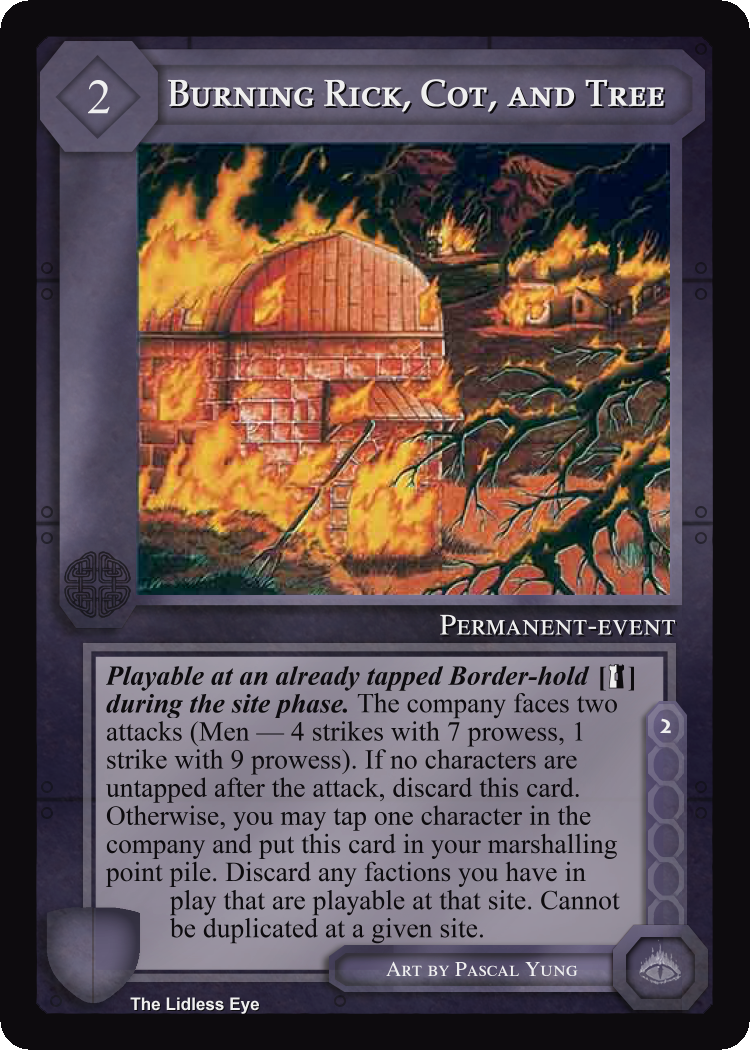 2
Burning Rick, Cot, and Tree
Permanent-event
Playable at an already tapped Border-hold []
during the site phase. The company faces two
attacks (Men — 4 strikes with 7 prowess, 1
strike with 9 prowess). If no characters are
untapped after the attack, discard this card.
Otherwise, you may tap one character in the
company and put this card in your marshalling
point pile. Discard any factions you have in
play that are playable at that site. Cannot
be duplicated at a given site.
2
Art by Pascal Yung
The Lidless Eye